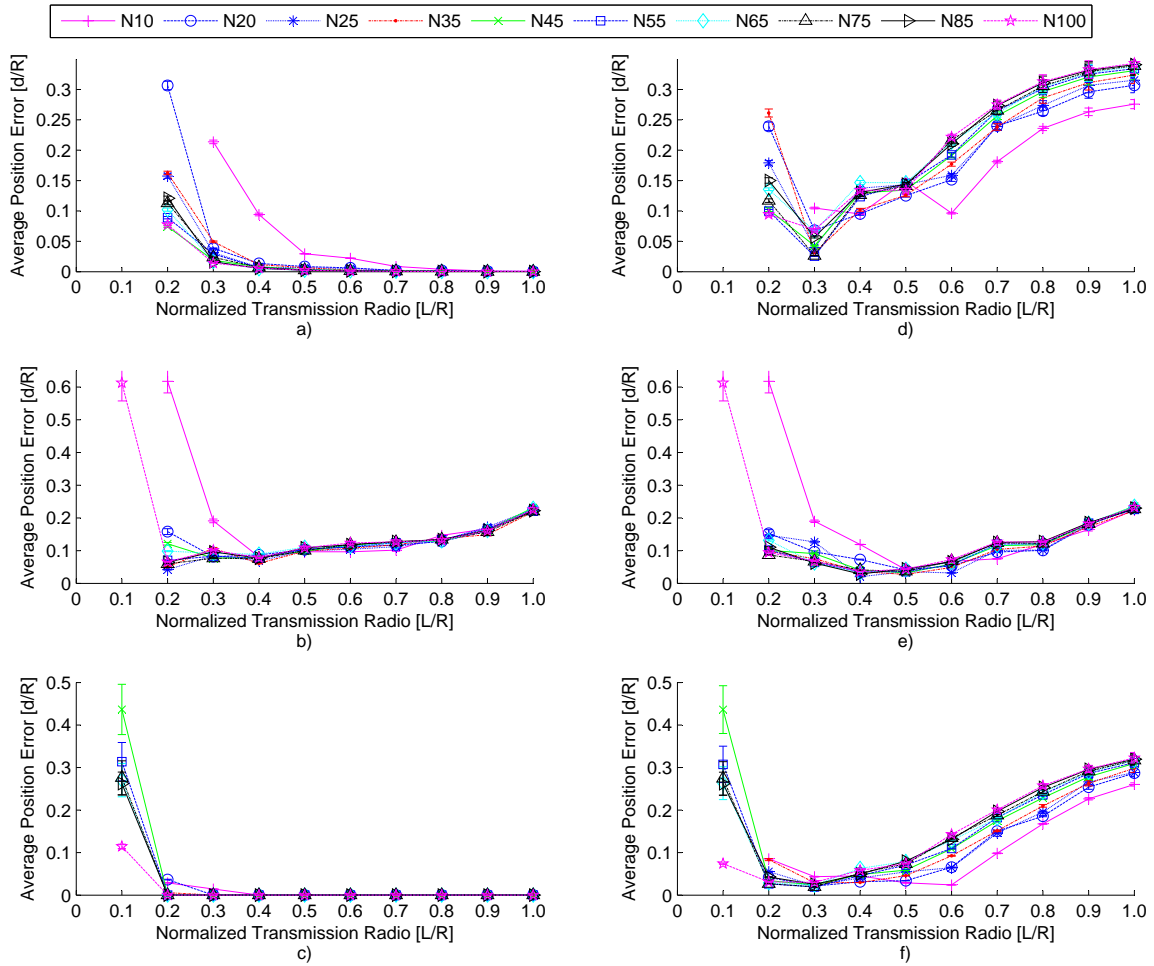 N10 N20 N25 N35 N45 N55 N65 N75 N85 N100
Average Position Error [d/R]
0.3
0.25
0.2
0.15
0.1
0.05
0
0 0.1 0.2 0.3 0.4 0.5 0.6 0.7 0.8 0.9 1.0
Normalized Transmission Radio [L/R]
a)
Average Position Error [d/R]
0.3
0.25
0.2
0.15
0.1
0.05
0
0 0.1 0.2 0.3 0.4 0.5 0.6 0.7 0.8 0.9 1.0
Normalized Transmission Radio [L/R]
d)
Average Position Error [d/R]
0.6
0.5
0.4
0.3
0.2
0.1
0
0 0.1 0.2 0.3 0.4 0.5 0.6 0.7 0.8 0.9 1.0
Normalized Transmission Radio [L/R]
b)
Average Position Error [d/R]
0.6
0.5
0.4
0.3
0.2
0.1
0
0 0.1 0.2 0.3 0.4 0.5 0.6 0.7 0.8 0.9 1.0
Normalized Transmission Radio [L/R]
e)
Average Position Error [d/R]
0.5
0.4
0.3
0.2
0.1
0
0 0.1 0.2 0.3 0.4 0.5 0.6 0.7 0.8 0.9 1.0
Normalized Transmission Radio [L/R]
c)
Average Position Error [d/R]
0.5
0.4
0.3
0.2
0.1
0
0 0.1 0.2 0.3 0.4 0.5 0.6 0.7 0.8 0.9 1.0
Normalized Transmission Radio [L/R]
f)